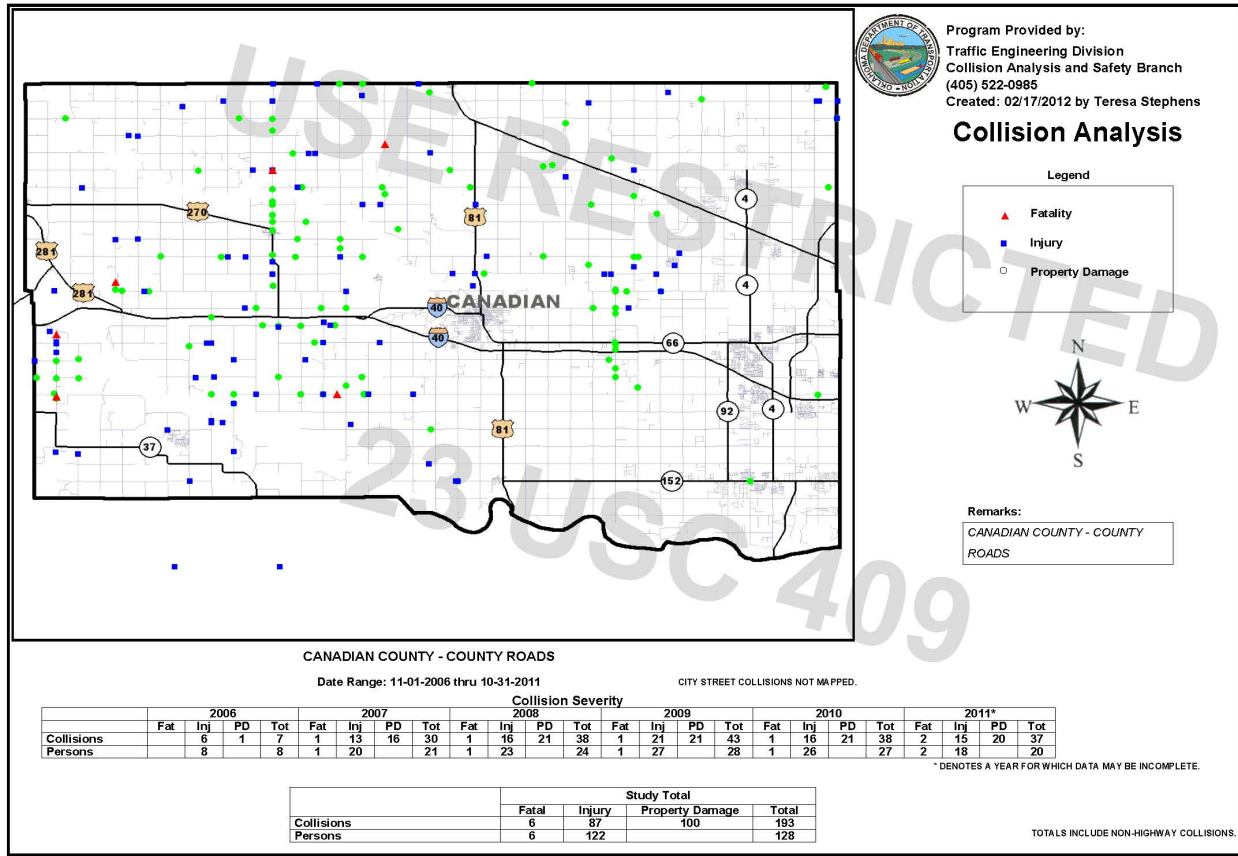 OKLAHOMA DEPARTMENT OF TRANSPORTATION
Program Provided by:
Traffic Engineering Division
Collision Analysis and Safety Branch
(405) 522-0985
Created: 02/17/2012 by Teresa Stephens
Collision Analysis
Legend
Fatality
Injury
Property Damage
N
W E
S
Remarks:
CANADIAN COUNTY - COUNTY
ROADS
USE RESTRICTED
23 USC 409
270
81
4
281
281
4
40
CANADIAN
40
66
92
4
81
37
152
CANADIAN COUNTY - COUNTY ROADS
Date Range: 11-01-2006 thru 10-31-2011
CITY STREET COLLISIONS NOT MAPPED.
Collision Severity
2006 2007 2008 2009 2010 2011*
Fat Inj PD Tot Fat Inj PD Tot Fat Inj PD Tot Fat Inj PD Tot Fat Inj PD Tot Fat Inj PD Tot
Collisions 6 1 7 1 13 16 30 1 16 21 38 1 21 21 43 1 16 21 38 2 15 20 37
Persons 8 8 1 20 21 1 23 24 1 27 28 1 26 27 2 18 20
* DENOTES A YEAR FOR WHICH DATA MAY BE INCOMPLETE.
Study Total
Fatal Injury Property Damage Total
Collisions 6 87 100 193
Persons 6 122 128
TOTALS INCLUDE NON-HIGHWAY COLLISIONS.